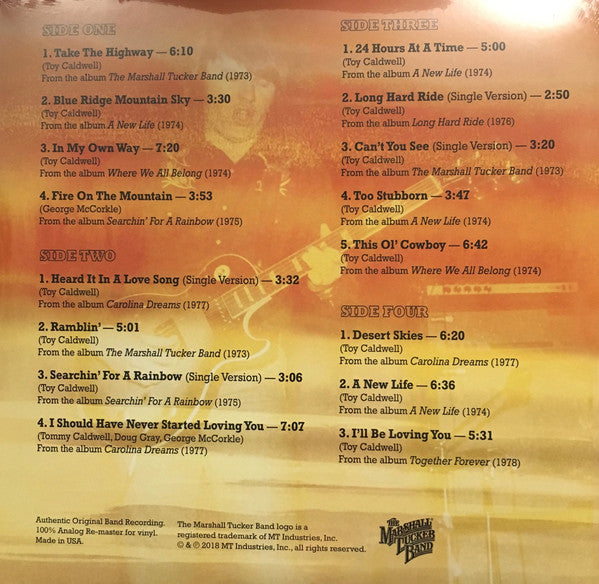 SIDE ONE
1. Take The Highway — 6:10
(Toy Caldwell)
From the album The Marshall Tucker Band (1973)
2. Blue Ridge Mountain Sky — 3:30
(Toy Caldwell)
From the album A New Life (1974)
3. In My Own Way — 7:20
(Toy Caldwell)
From the album Where We All Belong (1974)
4. Fire On The Mountain — 3:53
(George McCorkle)
From the album Searchin' For A Rainbow (1975)
SIDE TWO
1. Heard It In A Love Song (Single Version) — 3:32
(Toy Caldwell)
From the album Carolina Dreams (1977)
2. Ramblin' — 5:01
(Toy Caldwell)
From the album The Marshall Tucker Band (1973)
3. Searchin' For A Rainbow (Single Version) — 3:06
(Toy Caldwell)
From the album Searchin' For A Rainbow (1975)
4. I Should Have Never Started Loving You — 7:07
(Tommy Caldwell, Doug Gray, George McCorkle)
From the album Carolina Dreams (1977)
SIDE THREE
1. 24 Hours At A Time — 5:00
(Toy Caldwell)
From the album A New Life (1974)
2. Long Hard Ride (Single Version) — 2:50
(Toy Caldwell)
From the album Long Hard Ride (1976)
3. Can't You See (Single Version) — 3:20
(Toy Caldwell)
From the album The Marshall Tucker Band (1973)
4. Too Stubborn — 3:47
(Toy Caldwell)
From the album A New Life (1974)
5. This Ol' Cowboy — 6:42
(Toy Caldwell)
From the album Where We All Belong (1974)
SIDE FOUR
1. Desert Skies — 6:20
(Toy Caldwell)
From the album Carolina Dreams (1977)
2. A New Life — 6:36
(Toy Caldwell)
From the album A New Life (1974)
3. I'll Be Loving You — 5:31
(Toy Caldwell)
From the album Together Forever (1978)
Authentic Original Band Recording.
100% Analog Re-master for vinyl.
Made in USA.
The Marshall Tucker Band logo is a
registered trademark of MT Industries, Inc.
© & ℗ 2018 MT Industries, Inc., all rights reserved.
THE
MARSHALL
TUCKER
BAND